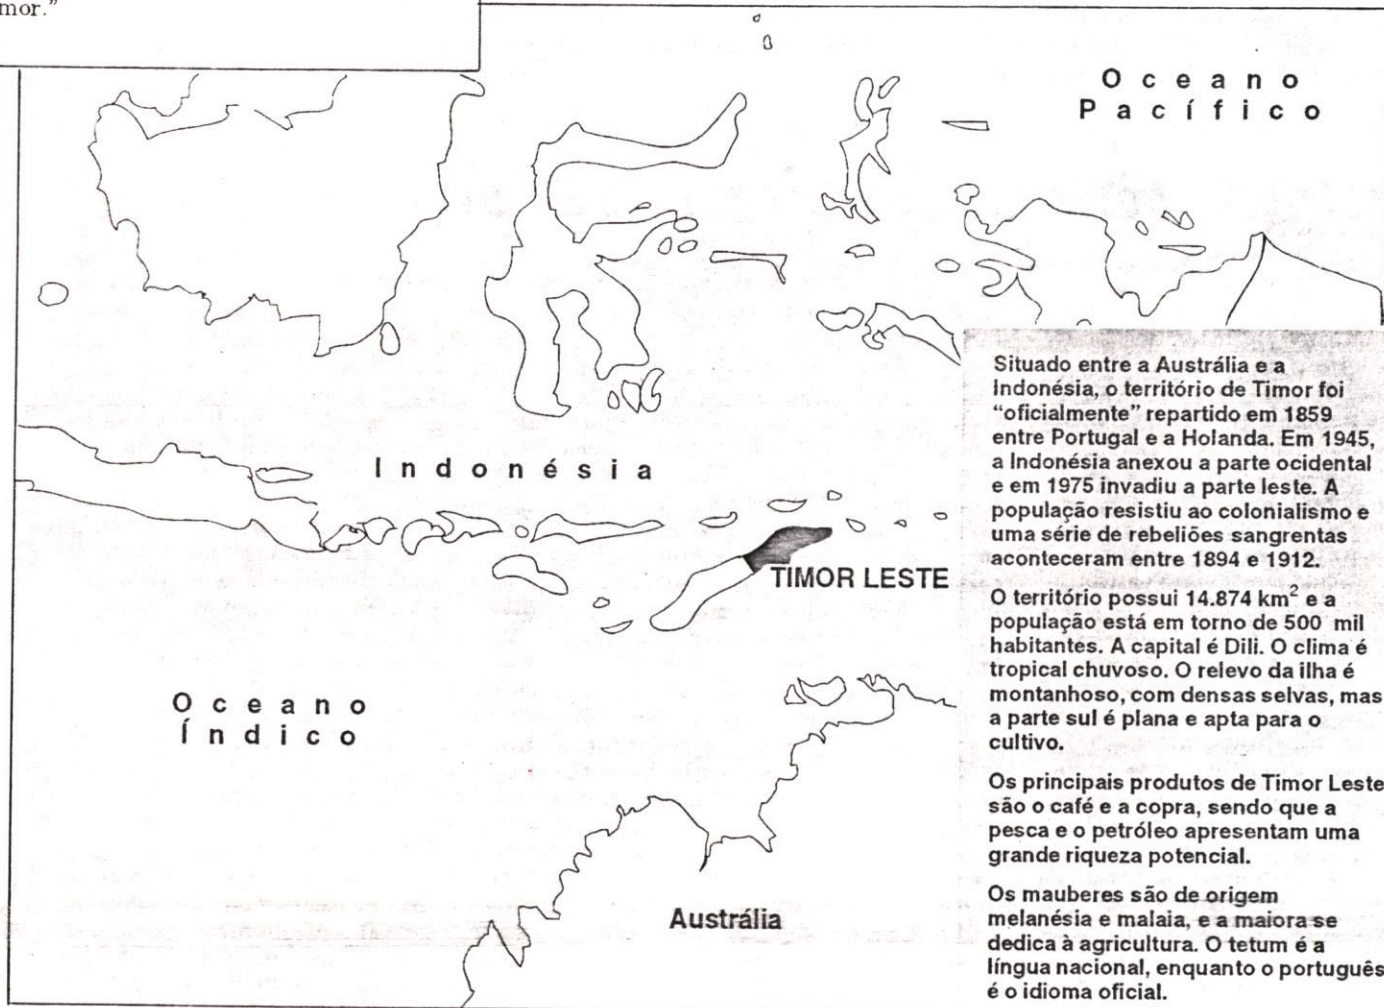 mor.”
O c e a n o
P a c í f i c o
Situado entre a Austrália e a
Indonésia, o território de Timor foi
“oficialmente” repartido em 1859
entre Portugal e a Holanda. Em 1945,
a Indonésia anexou a parte ocidental
e em 1975 invadiu a parte leste. A
população resistiu ao colonialismo e
uma série de rebeliões sangrentas
aconteceram entre 1894 e 1912.
I n d o n é s i a
TIMOR LESTE
O território possui 14.874 km² e a
população está em torno de 500 mil
habitantes. A capital é Dili. O clima é
tropical chuvoso. O relevo da ilha é
montanhoso, com densas selvas, mas
a parte sul é plana e apta para o
cultivo.
O c e a n o
Í n d i c o
Os principais produtos de Timor Leste
são o café e a copra, sendo que a
pesca e o petróleo apresentam uma
grande riqueza potencial.
Austrália
Os mauberes são de origem
melanésia e malaia, e a maiora se
dedica à agricultura. O tetum é a
língua nacional, enquanto o português
é o idioma oficial.